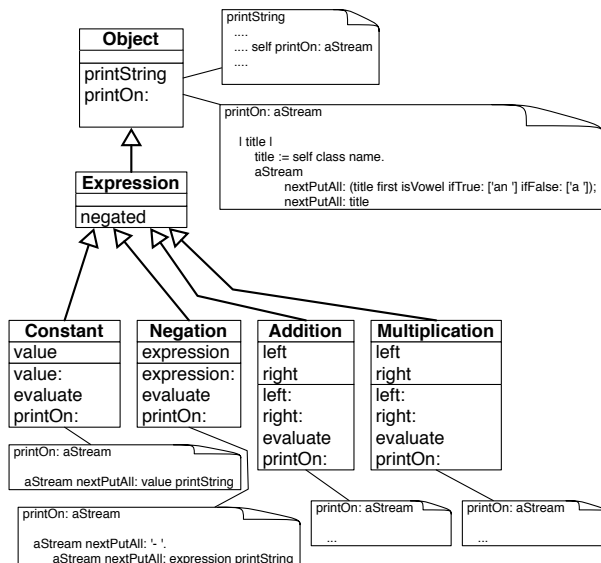 Object
printString
printOn:
printString
....
.... self printOn: aStream
....
printOn: aStream
| title |
title := self class name.
aStream
nextPutAll: (title first isVowel ifTrue: ['an '] ifFalse: ['a ']);
nextPutAll: title
Expression
negated
Constant
value
value:
evaluate
printOn:
Negation
expression
expression:
evaluate
printOn:
Addition
left
right
left:
right:
evaluate
printOn:
Multiplication
left
right
left:
right:
evaluate
printOn:
printOn: aStream
aStream nextPutAll: value printString
printOn: aStream
aStream nextPutAll: '- '.
aStream nextPutAll: expression printString
printOn: aStream
...
printOn: aStream
...